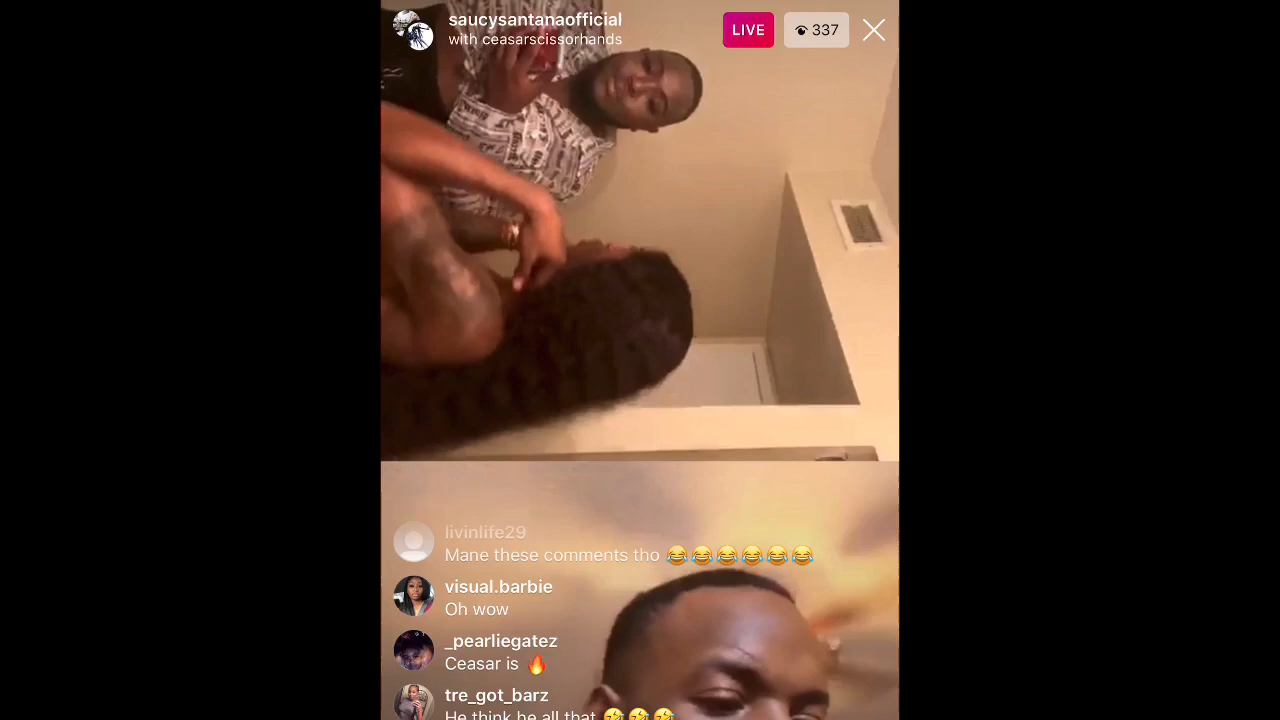 saucysantanaofficial
with ceasarscissorhands
LIVE
337
livinlife29
Mane these comments tho 😂😂😂😂😂😂
visual.barbie
Oh wow
_pearliegatez
Ceasar is 🔥
tre_got_barz
He think he all that 🤣🤣🤣